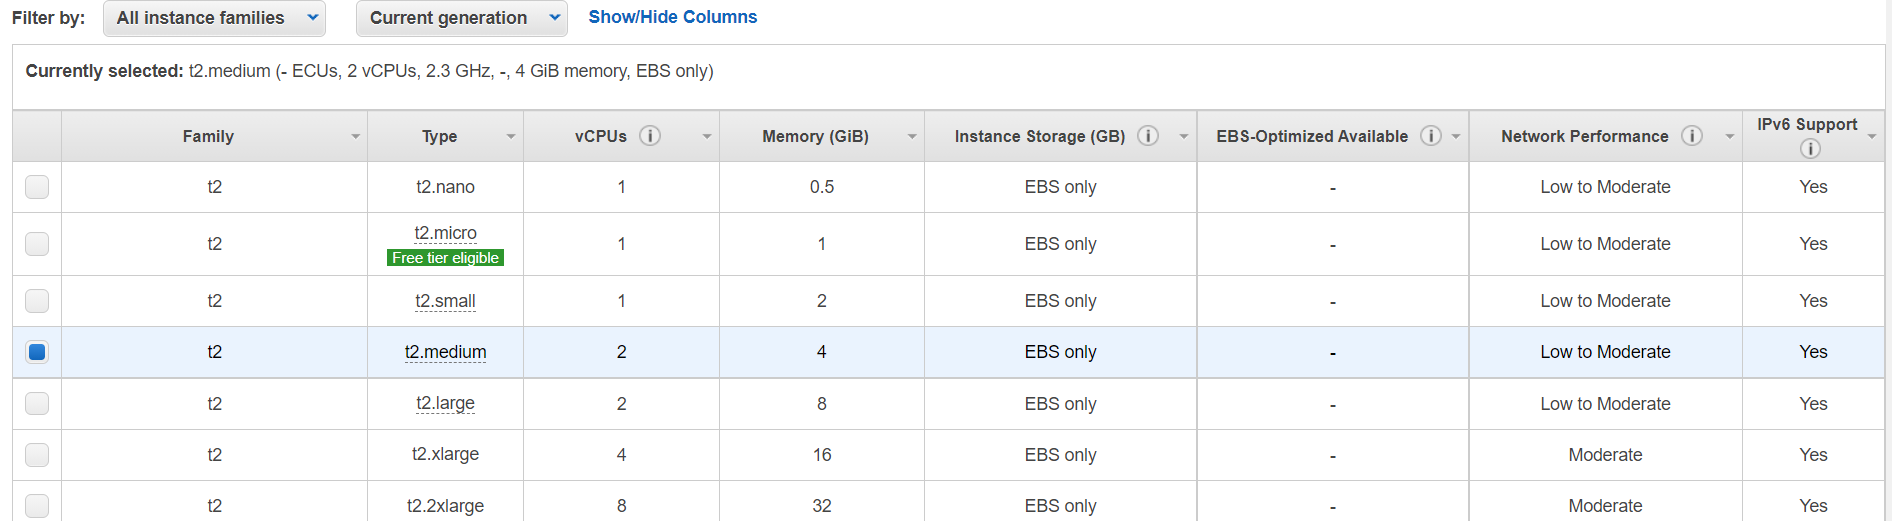 Filter by: All instance families Current generation Show/Hide Columns
Currently selected: t2.medium (- ECUs, 2 vCPUs, 2.3 GHz, -, 4 GiB memory, EBS only)
Family Type vCPUs i Memory (GiB) Instance Storage (GB) i EBS-Optimized Available i Network Performance i IPv6 Support i
t2 t2.nano 1 0.5 EBS only - Low to Moderate Yes
t2 t2.micro 1 1 EBS only - Low to Moderate Yes
Free tier eligible
t2 t2.small 1 2 EBS only - Low to Moderate Yes
t2 t2.medium 2 4 EBS only - Low to Moderate Yes
t2 t2.large 2 8 EBS only - Low to Moderate Yes
t2 t2.xlarge 4 16 EBS only - Moderate Yes
t2 t2.2xlarge 8 32 EBS only - Moderate Yes